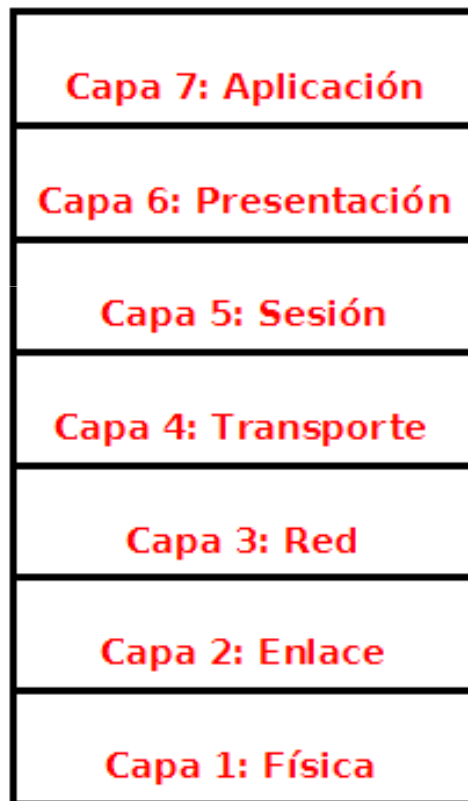 Capa 7: Aplicación
Capa 6: Presentación
Capa 5: Sesión
Capa 4: Transporte
Capa 3: Red
Capa 2: Enlace
Capa 1: Física